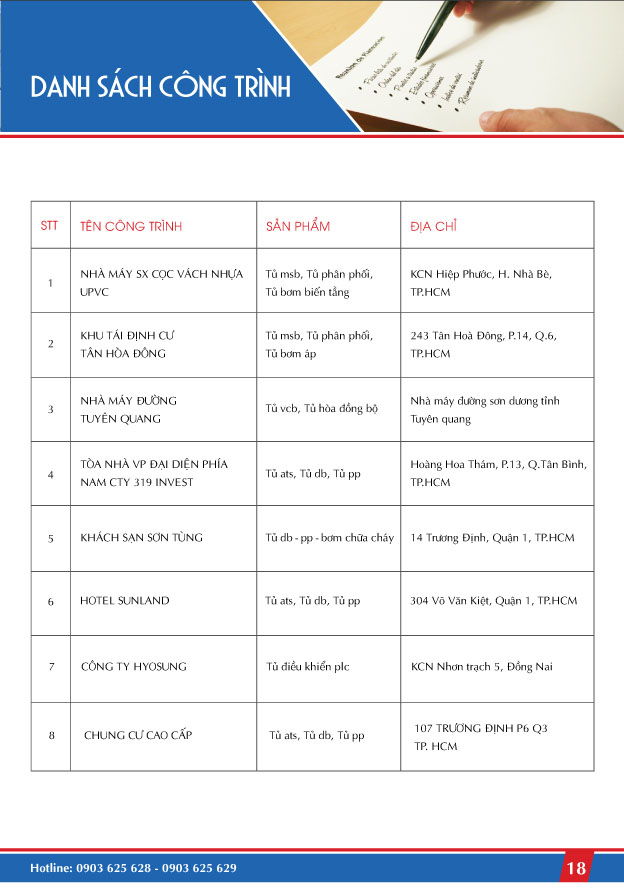 DANH SÁCH CÔNG TRÌNH
STT
TÊN CÔNG TRÌNH
SẢN PHẨM
ĐỊA CHỈ
1
NHÀ MÁY SX CỌC VÁCH NHỰA
UPVC
Tủ msb, Tủ phân phối,
Tủ bơm biến tầng
KCN Hiệp Phước, H. Nhà Bè,
TP.HCM
2
KHU TÁI ĐỊNH CƯ
TÂN HÒA ĐÔNG
Tủ msb, Tủ phân phối,
Tủ bơm áp
243 Tân Hoà Đông, P.14, Q.6,
TP.HCM
3
NHÀ MÁY ĐƯỜNG
TUYÊN QUANG
Tủ vcb, Tủ hòa đồng bộ
Nhà máy đường sơn dương tỉnh
Tuyên quang
4
TÒA NHÀ VP ĐẠI DIỆN PHÍA
NAM CTY 319 INVEST
Tủ ats, Tủ db, Tủ pp
Hoàng Hoa Thám, P.13, Q.Tân Bình,
TP.HCM
5
KHÁCH SẠN SƠN TÙNG
Tủ db - pp - bơm chữa cháy
14 Trương Định, Quận 1, TP.HCM
6
HOTEL SUNLAND
Tủ ats, Tủ db, Tủ pp
304 Võ Văn Kiệt, Quận 1, TP.HCM
7
CÔNG TY HYOSUNG
Tủ điều khiển plc
KCN Nhơn trạch 5, Đồng Nai
8
CHUNG CƯ CAO CẤP
Tủ ats, Tủ db, Tủ pp
107 TRƯƠNG ĐỊNH P6 Q3
TP. HCM
Hotline: 0903 625 628 - 0903 625 629
18